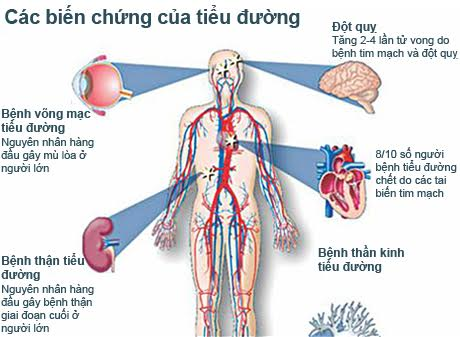 Các biến chứng của tiểu đường
Đột quỵ
Tăng 2-4 lần tử vong do
bệnh tim mạch và đột quỵ
Bệnh võng mạc
tiểu đường
Nguyên nhân hàng
đầu gây mù lòa ở
người lớn
8/10 số người
bệnh tiểu đường
chết do các tai
biến tim mạch
Bệnh thận tiểu
đường
Nguyên nhân hàng
đầu gây bệnh thận
giai đoạn cuối ở
người lớn
Bệnh thần kinh
tiểu đường